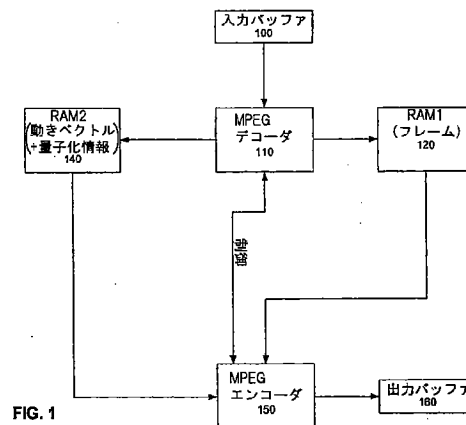 入力バッファ
100
MPEG
デコーダ
110
RAM2
(動きベクトル
+量子化情報)
140
RAM1
(フレーム)
120
制御
MPEG
エンコーダ
150
出力バッファ
160
FIG. 1